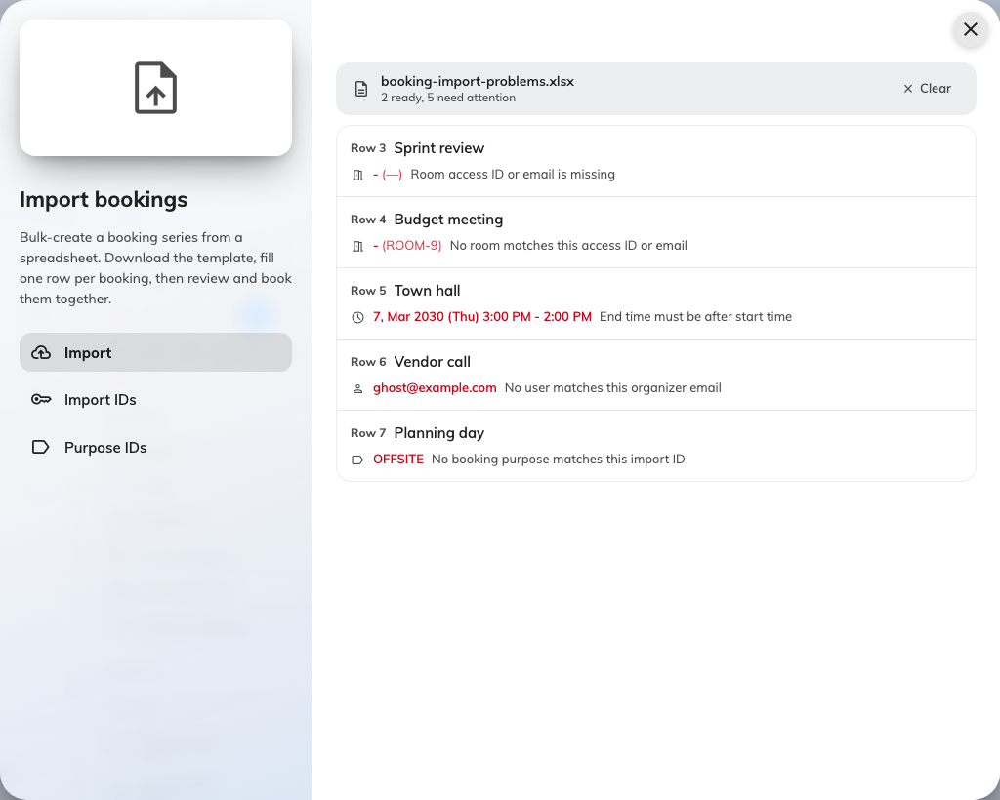 booking-import-problems.xlsx
2 ready, 5 need attention
Clear
Row 3 Sprint review
- (—) Room access ID or email is missing
Row 4 Budget meeting
- (ROOM-9) No room matches this access ID or email
Row 5 Town hall
7, Mar 2030 (Thu) 3:00 PM - 2:00 PM End time must be after start time
Row 6 Vendor call
ghost@example.com No user matches this organizer email
Row 7 Planning day
OFFSITE No booking purpose matches this import ID
Import bookings
Bulk-create a booking series from a
spreadsheet. Download the template, fill
one row per booking, then review and book
them together.
Import
Import IDs
Purpose IDs